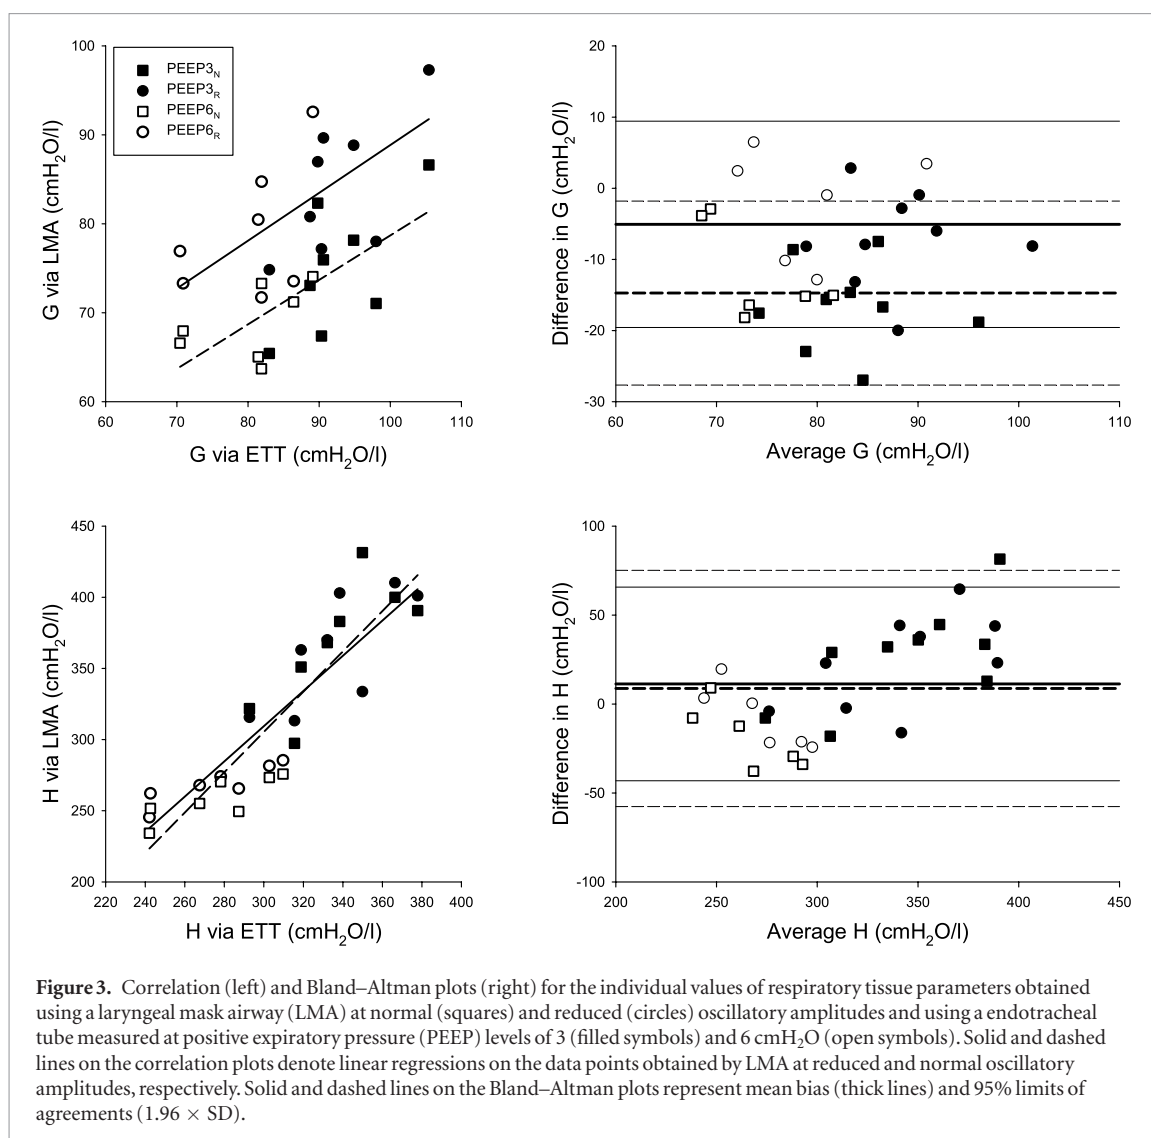 100
90
80
70
60
60
70
80
90
100
110
G via LMA (cmH2O/l)
G via ETT (cmH2O/l)
PEEP3N
PEEP3R
PEEP6N
PEEP6R
20
10
0
-10
-20
-30
60
70
80
90
100
110
Difference in G (cmH2O/l)
Average G (cmH2O/l)
450
400
350
300
250
200
220
240
260
280
300
320
340
360
380
400
H via LMA (cmH2O/l)
H via ETT (cmH2O/l)
100
50
0
-50
-100
200
250
300
350
400
450
Difference in H (cmH2O/l)
Average H (cmH2O/l)
Figure 3. Correlation (left) and Bland–Altman plots (right) for the individual values of respiratory tissue parameters obtained
using a laryngeal mask airway (LMA) at normal (squares) and reduced (circles) oscillatory amplitudes and using a endotracheal
tube measured at positive expiratory pressure (PEEP) levels of 3 (filled symbols) and 6 cmH2O (open symbols). Solid and dashed
lines on the correlation plots denote linear regressions on the data points obtained by LMA at reduced and normal oscillatory
amplitudes, respectively. Solid and dashed lines on the Bland–Altman plots represent mean bias (thick lines) and 95% limits of
agreements (1.96 × SD).